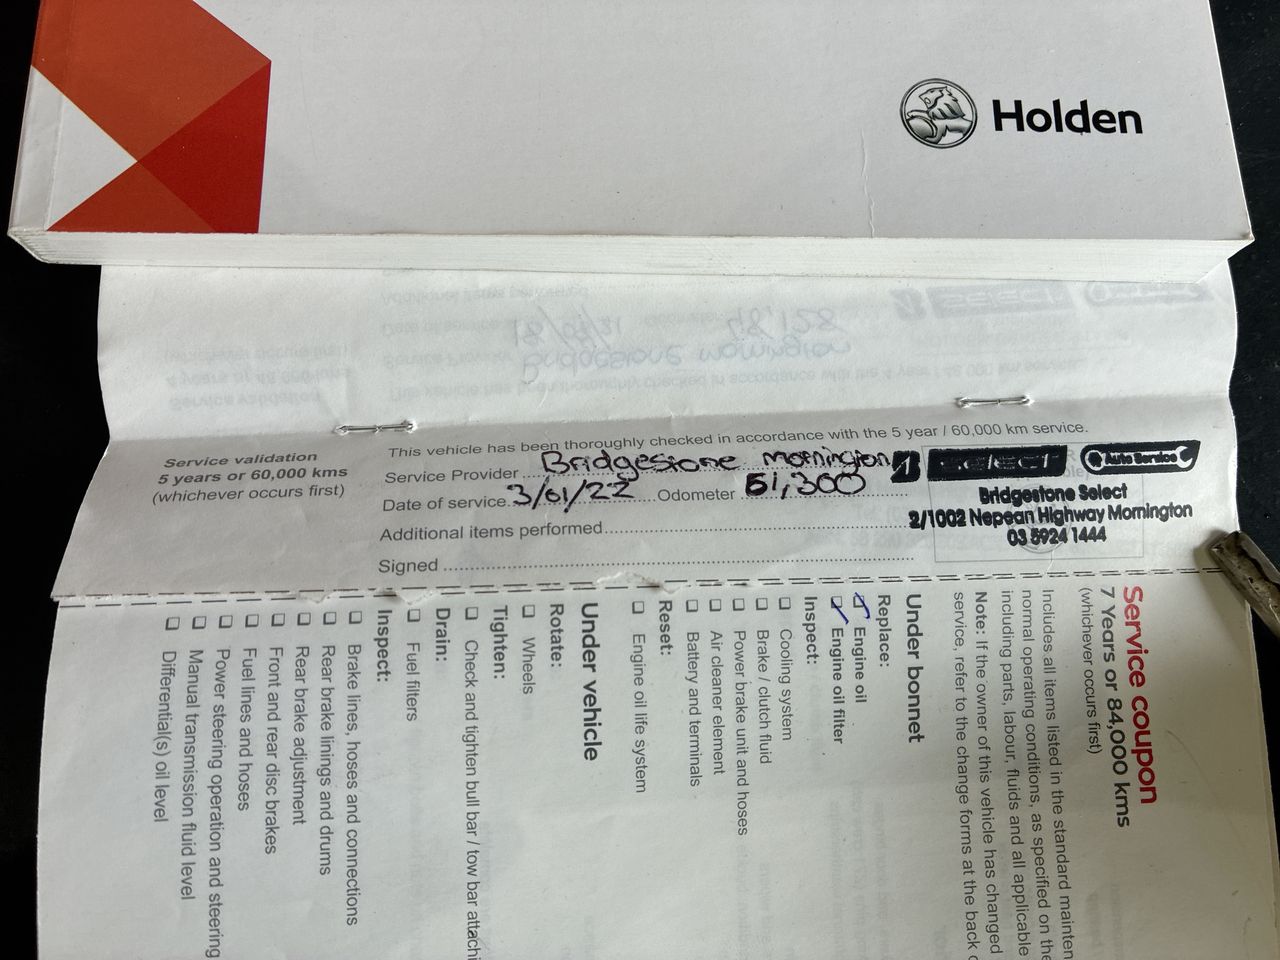 Holden
Service validation
5 years or 60,000 kms
(whichever occurs first)
This vehicle has been thoroughly checked in accordance with the 5 year / 60,000 km service.
Service Provider Bridgestone Mornington
Date of service 3/01/22 Odometer 51,300
Additional items performed
Signed
SELECT
Auto Service
Bridgestone Select
2/1002 Nepean Highway Mornington
03 5924 1444
Service coupon
7 Years or 84,000 kms
(whichever occurs first)
Includes all items listed in the standard
normal operating conditions, as specified on the
including parts, labour, fluids and all applicable
Note: If the owner of this vehicle has changed
service, refer to the change forms at the back
Under bonnet
Replace:
Engine oil
Engine oil filter
Inspect:
Cooling system
Brake / clutch fluid
Power brake unit and hoses
Air cleaner element
Battery and terminals
Reset:
Engine oil life system
Under vehicle
Rotate:
Wheels
Tighten:
Check and tighten bull bar / tow bar
Drain:
Fuel filters
Inspect:
Brake lines, hoses and connections
Rear brake linings and drums
Rear brake adjustment
Front and rear disc brakes
Fuel lines and hoses
Power steering operation and steering
Manual transmission fluid level
Differential(s) oil level